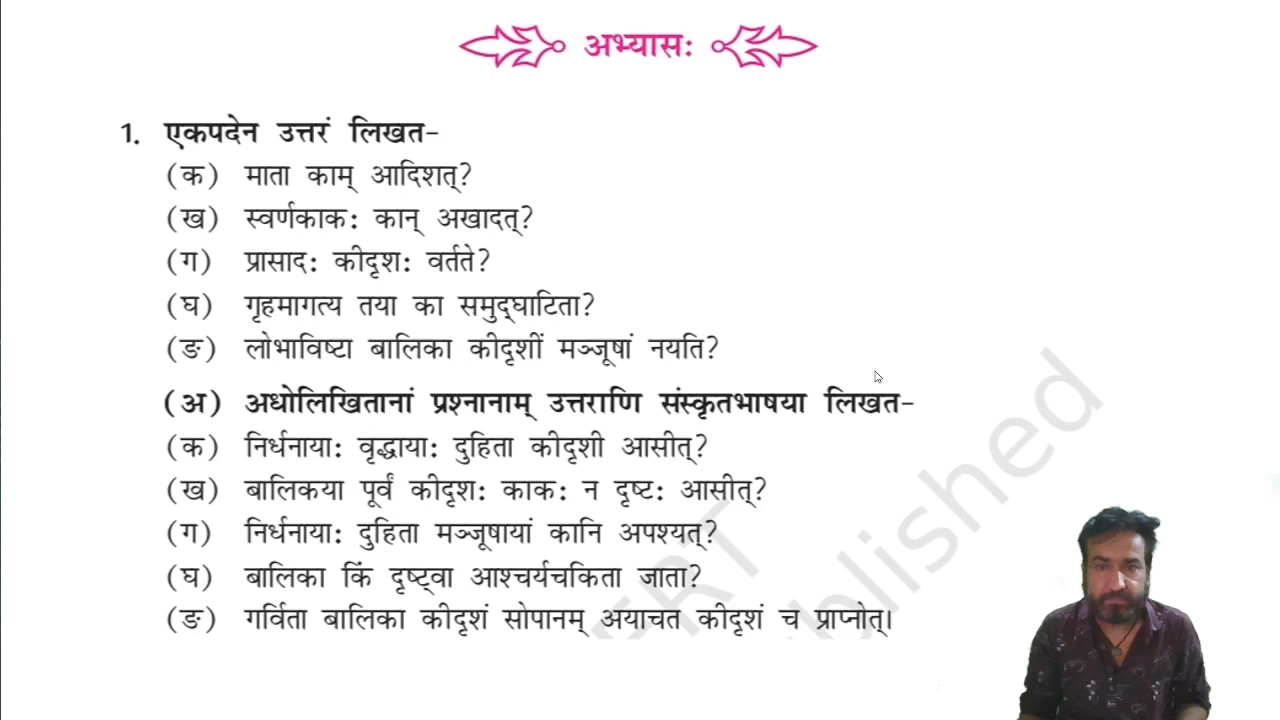 अभ्यासः
1. एकपदेन उत्तरं लिखत-
(क) माता काम् आदिशत्?
(ख) स्वर्णकाकः कान् अखादत्?
(ग) प्रासादः कीदृशः वर्तते?
(घ) गृहमागत्य तया का समुद्घाटिता?
(ङ) लोभाविष्टा बालिका कीदृशीं मञ्जूषां नयति?
(अ) अधोलिखितानां प्रश्नानाम् उत्तराणि संस्कृतभाषया लिखत-
(क) निर्धनायाः वृद्धायाः दुहिता कीदृशी आसीत्?
(ख) बालिकया पूर्वं कीदृशः काकः न दृष्टः आसीत्?
(ग) निर्धनायाः दुहिता मञ्जूषायां कानि अपश्यत्?
(घ) बालिका किं दृष्ट्वा आश्चर्यचकिता जाता?
(ङ) गर्विता बालिका कीदृशं सोपानम् अयाचत कीदृशं च प्राप्नोत्।